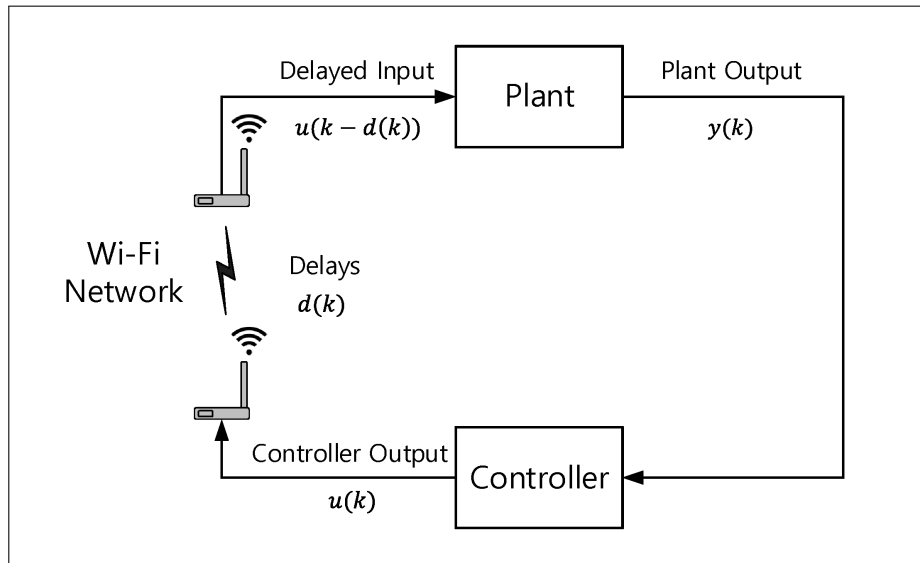 Delayed Input
u(k − d(k))
Plant
Plant Output
y(k)
Wi-Fi
Network
Delays
d(k)
Controller Output
u(k)
Controller